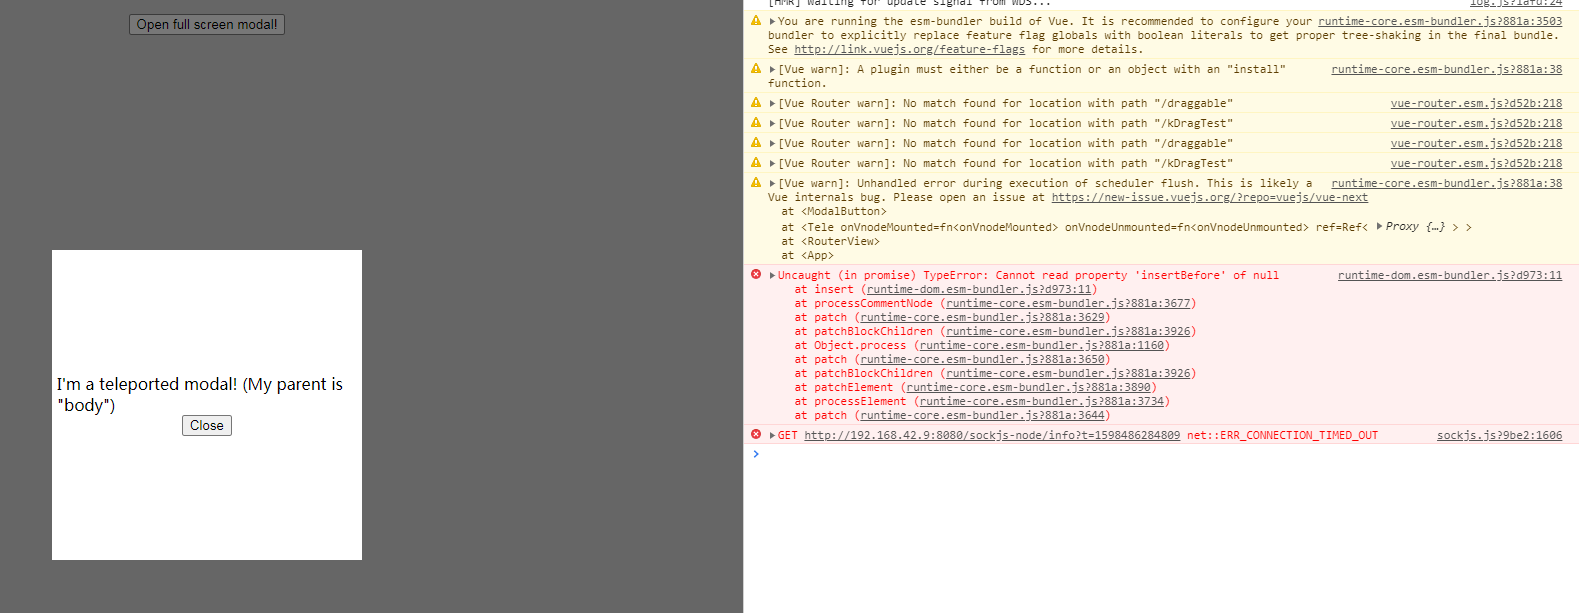 Open full screen modal!
I'm a teleported modal! (My parent is
"body")
Close
[HMR] Waiting for update signal from WDS... log.js?1afd:24
You are running the esm-bundler build of Vue. It is recommended to configure your runtime-core.esm-bundler.js?881a:3503
bundler to explicitly replace feature flag globals with boolean literals to get proper tree-shaking in the final bundle.
See http://link.vuejs.org/feature-flags for more details.
[Vue warn]: A plugin must either be a function or an object with an "install" runtime-core.esm-bundler.js?881a:38
function.
[Vue Router warn]: No match found for location with path "/draggable" vue-router.esm.js?d52b:218
[Vue Router warn]: No match found for location with path "/kDragTest" vue-router.esm.js?d52b:218
[Vue Router warn]: No match found for location with path "/draggable" vue-router.esm.js?d52b:218
[Vue Router warn]: No match found for location with path "/kDragTest" vue-router.esm.js?d52b:218
[Vue warn]: Unhandled error during execution of scheduler flush. This is likely a runtime-core.esm-bundler.js?881a:38
Vue internals bug. Please open an issue at https://new-issue.vuejs.org/?repo=vuejs/vue-next
at <ModalButton>
at <Tele onVnodeMounted=fn<onVnodeMounted> onVnodeUnmounted=fn<onVnodeUnmounted> ref=Ref< Proxy {…} > >
at <RouterView>
at <App>
Uncaught (in promise) TypeError: Cannot read property 'insertBefore' of null runtime-dom.esm-bundler.js?d973:11
at insert (runtime-dom.esm-bundler.js?d973:11)
at processCommentNode (runtime-core.esm-bundler.js?881a:3677)
at patch (runtime-core.esm-bundler.js?881a:3629)
at patchBlockChildren (runtime-core.esm-bundler.js?881a:3926)
at Object.process (runtime-core.esm-bundler.js?881a:1160)
at patch (runtime-core.esm-bundler.js?881a:3650)
at patchBlockChildren (runtime-core.esm-bundler.js?881a:3926)
at patchElement (runtime-core.esm-bundler.js?881a:3890)
at processElement (runtime-core.esm-bundler.js?881a:3734)
at patch (runtime-core.esm-bundler.js?881a:3644)
GET http://192.168.42.9:8080/sockjs-node/info?t=1598486284809 net::ERR_CONNECTION_TIMED_OUT sockjs.js?9be2:1606